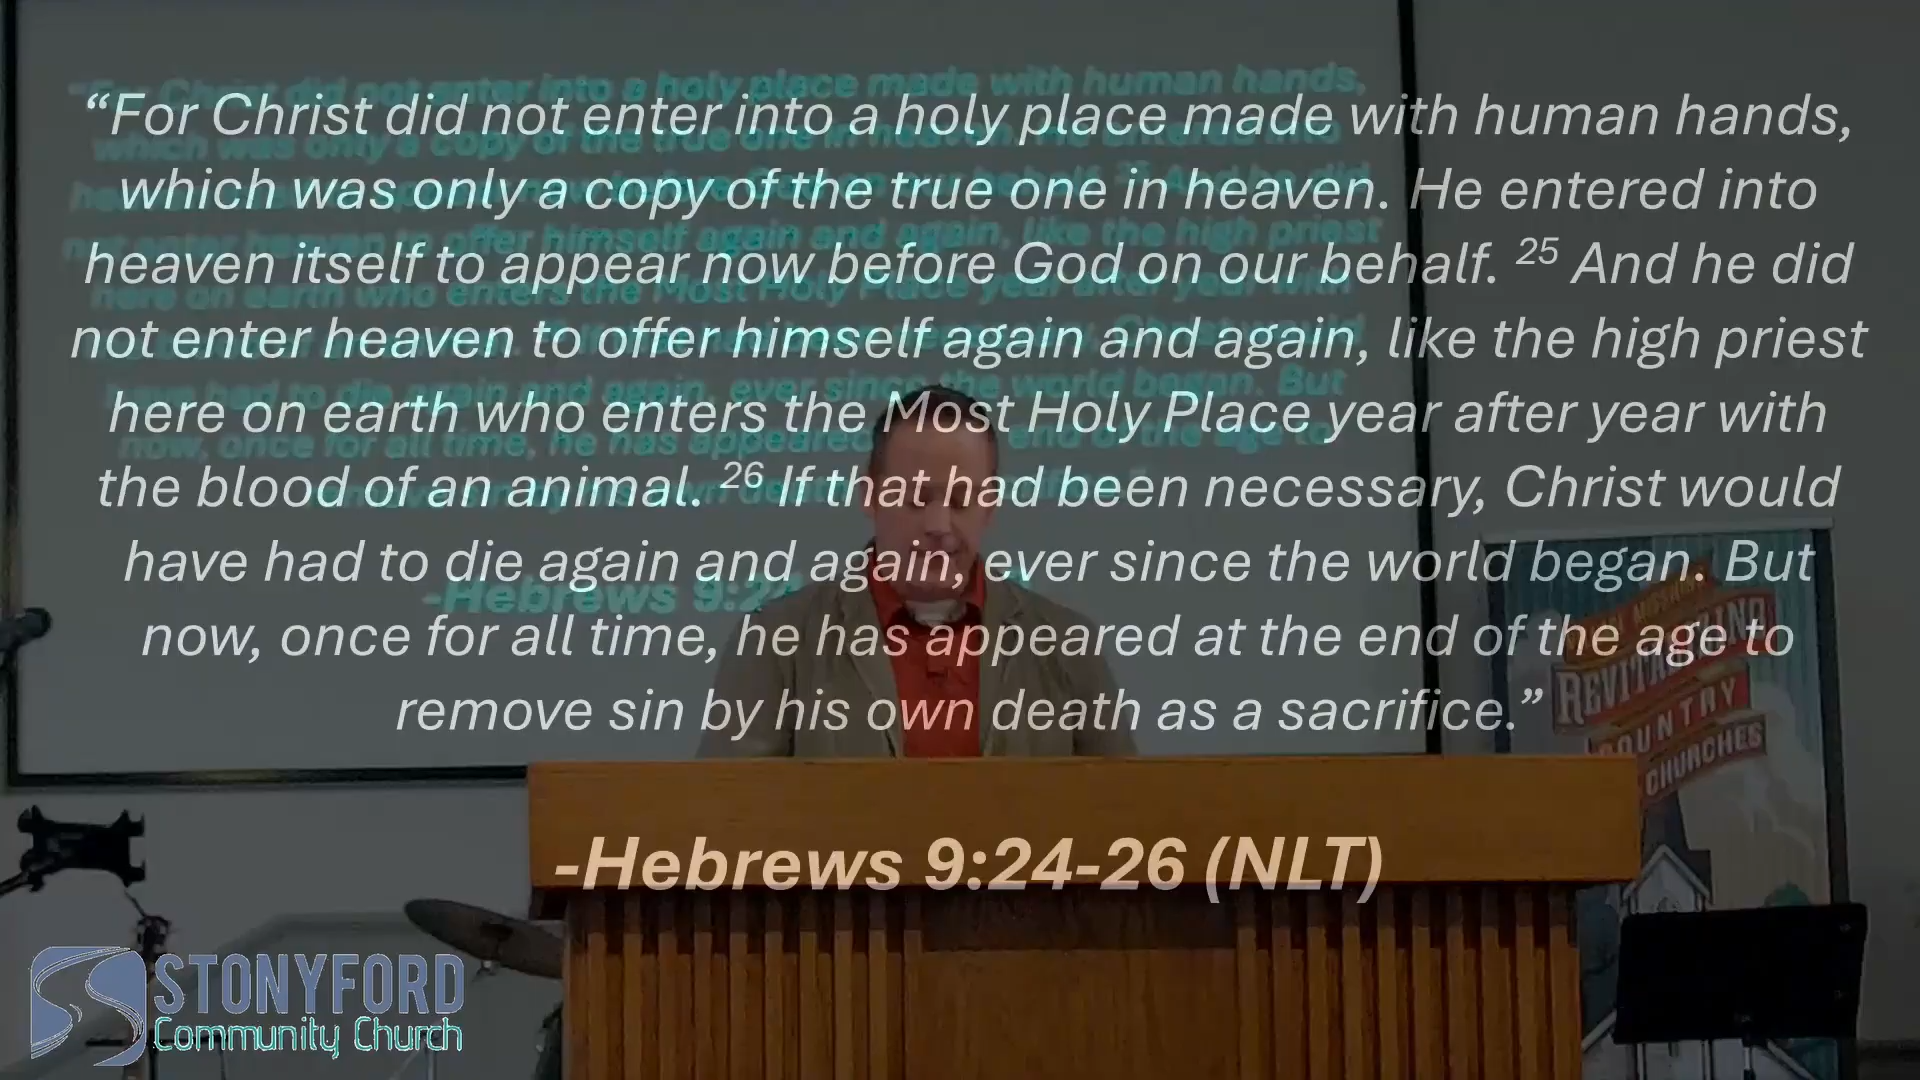 “For Christ did not enter into a holy place made with human hands,
which was only a copy of the true one in heaven. He entered into
heaven itself to appear now before God on our behalf. 25 And he did
not enter heaven to offer himself again and again, like the high priest
here on earth who enters the Most Holy Place year after year with
the blood of an animal. 26 If that had been necessary, Christ would
have had to die again and again, ever since the world began. But
now, once for all time, he has appeared at the end of the age to
remove sin by his own death as a sacrifice.”
-Hebrews 9:24-26 (NLT)
REVITALISING
COUNTRY
CHURCHES
STONYFORD
Community Church